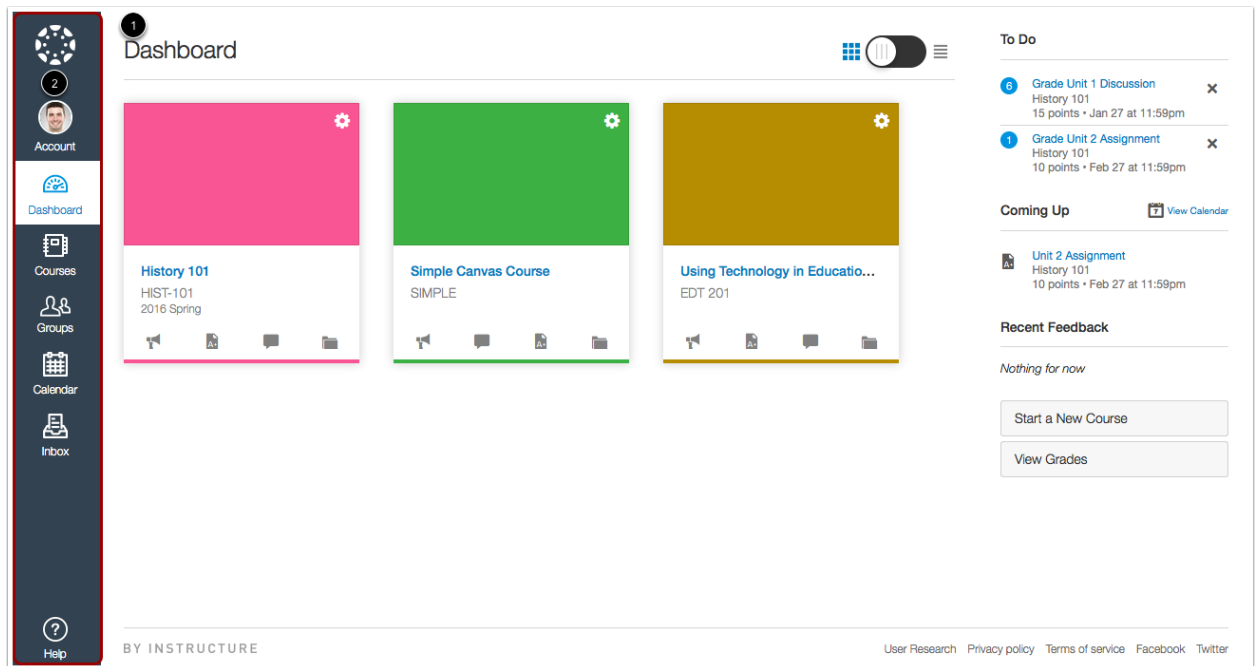 1
Dashboard
2
Account
Dashboard
Courses
Groups
Calendar
Inbox
Help
History 101
HIST-101
2016 Spring
Simple Canvas Course
SIMPLE
Using Technology in Educatio...
EDT 201
To Do
6
Grade Unit 1 Discussion
History 101
15 points • Jan 27 at 11:59pm
1
Grade Unit 2 Assignment
History 101
10 points • Feb 27 at 11:59pm
Coming Up
7 View Calendar
A+
Unit 2 Assignment
History 101
10 points • Feb 27 at 11:59pm
Recent Feedback
Nothing for now
Start a New Course
View Grades
BY INSTRUCTURE
User Research Privacy policy Terms of service Facebook Twitter